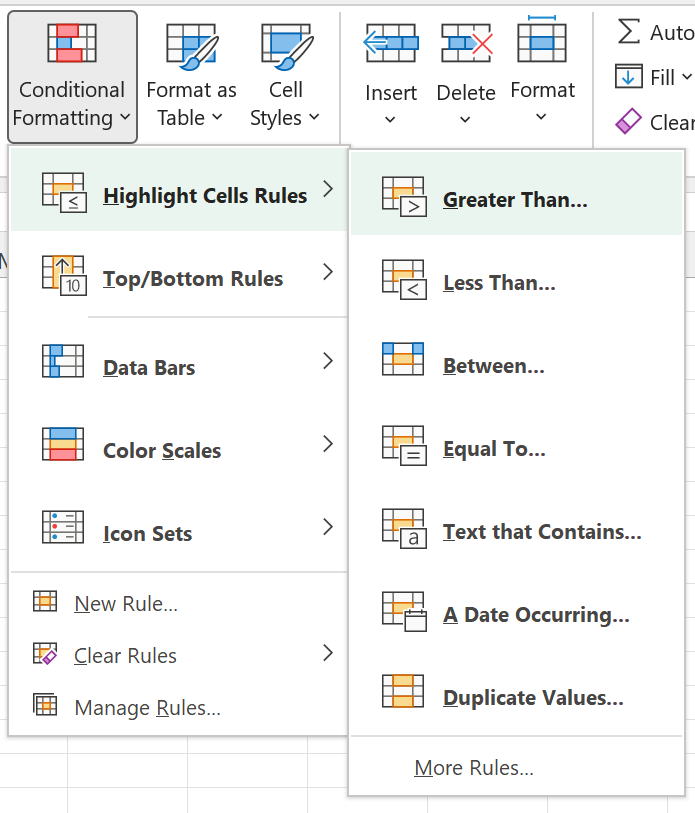 Conditional
Formatting
Format as
Table
Cell
Styles
Insert
Delete
Format
Auto
Fill
Clear
Highlight Cells Rules
Top/Bottom Rules
Data Bars
Color Scales
Icon Sets
New Rule...
Clear Rules
Manage Rules...
Greater Than...
Less Than...
Between...
Equal To...
Text that Contains...
A Date Occurring...
Duplicate Values...
More Rules...